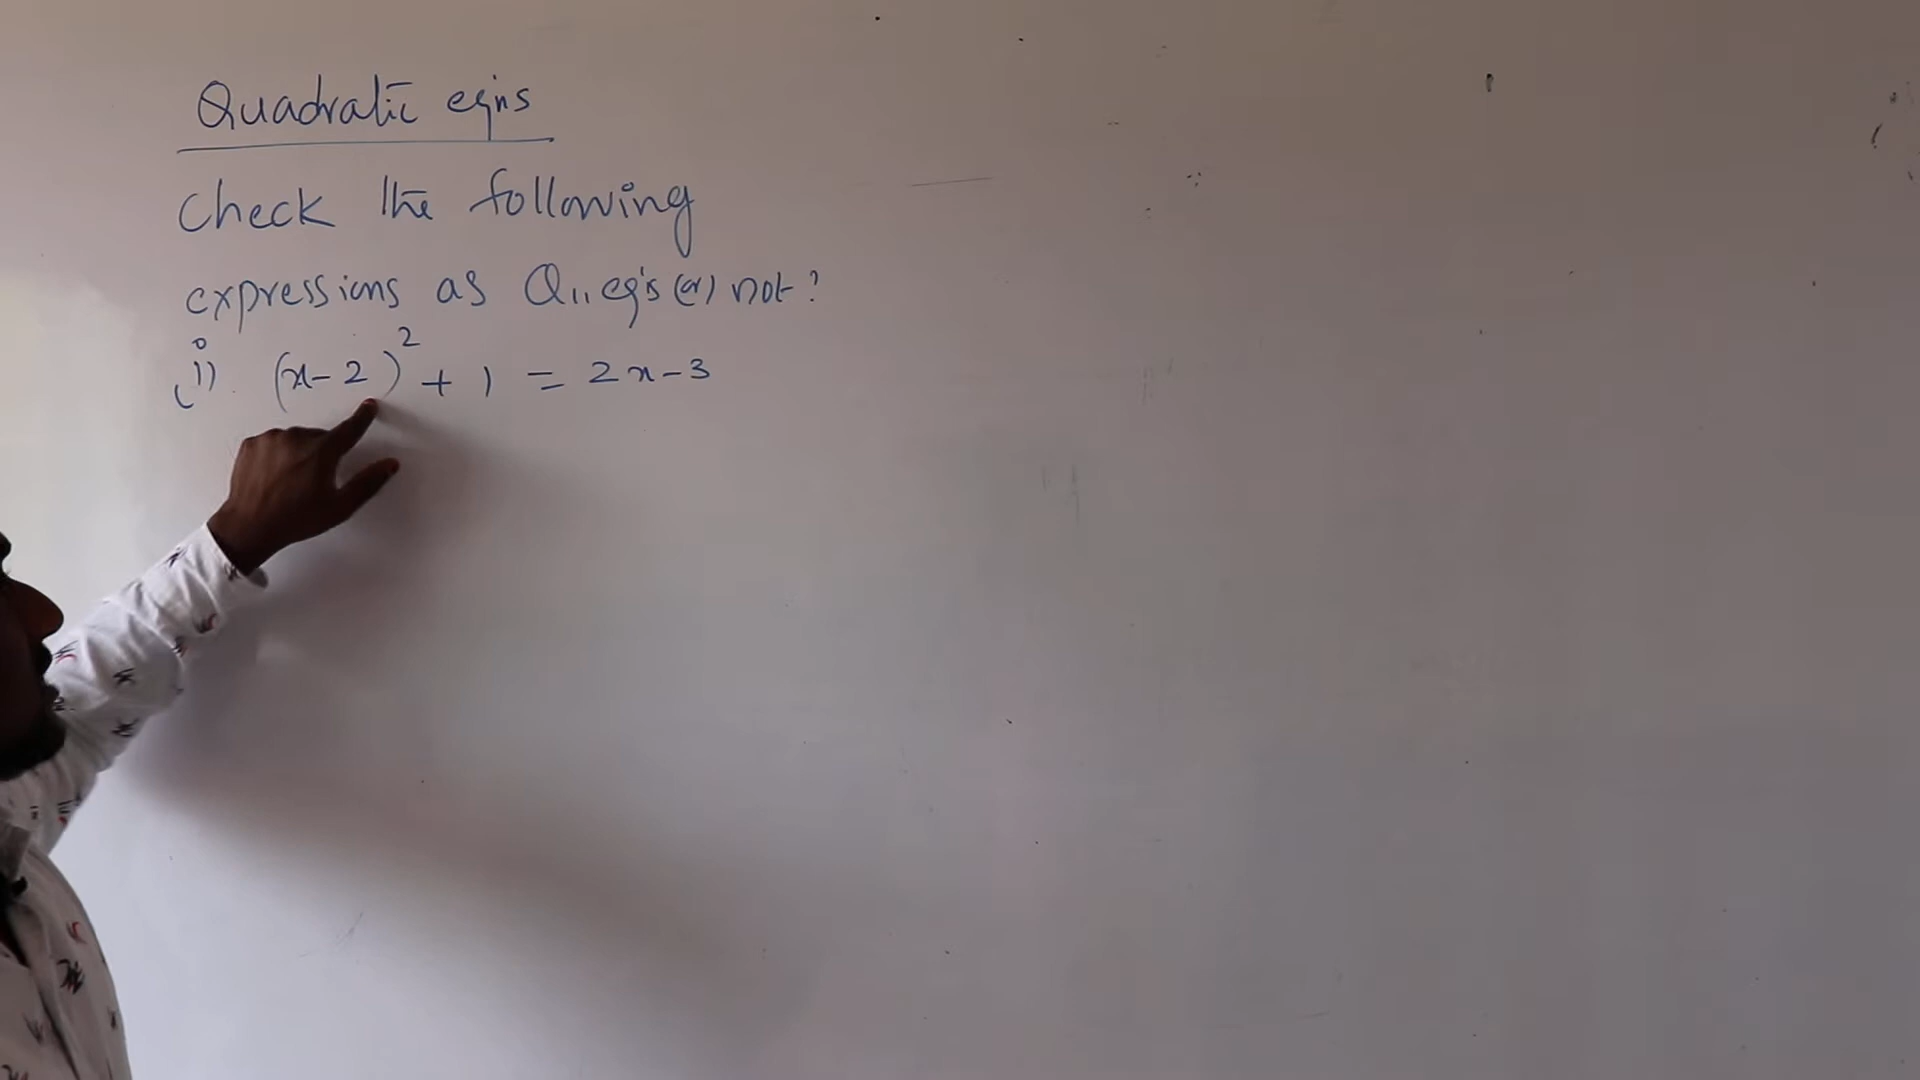 Quadratic eqns
Check the following
expressions as Q,, eq's (or) not?
(i). (x-2)² + 1 = 2x-3